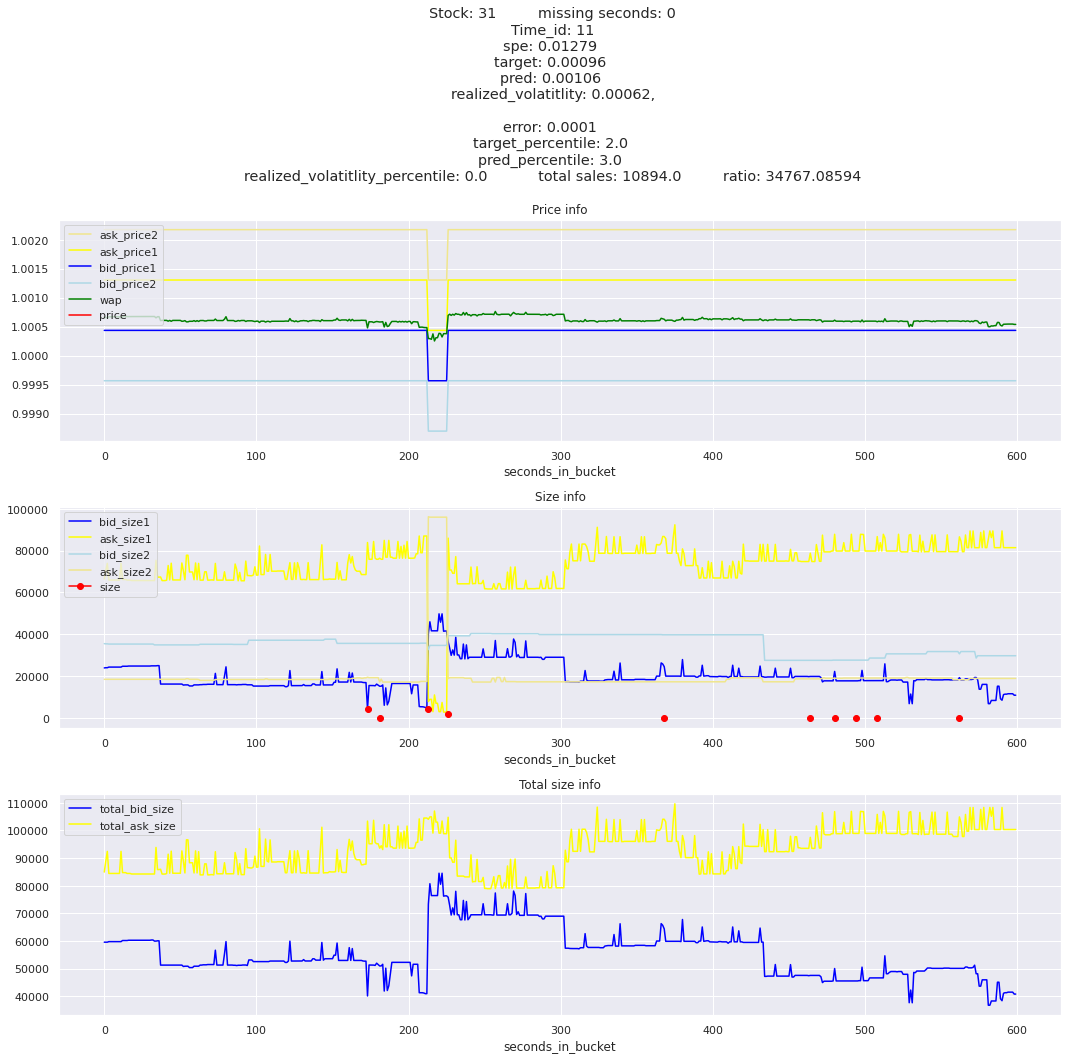 Stock: 31 missing seconds: 0
Time_id: 11
spe: 0.01279
target: 0.00096
pred: 0.00106
realized_volatitlity: 0.00062,
error: 0.0001
target_percentile: 2.0
pred_percentile: 3.0
realized_volatitlity_percentile: 0.0 total sales: 10894.0 ratio: 34767.08594
Price info
ask_price2
ask_price1
bid_price1
bid_price2
wap
price
1.0020
1.0015
1.0010
1.0005
1.0000
0.9995
0.9990
0 100 200 300 400 500 600
seconds_in_bucket
Size info
bid_size1
ask_size1
bid_size2
ask_size2
size
100000
80000
60000
40000
20000
0
0 100 200 300 400 500 600
seconds_in_bucket
Total size info
total_bid_size
total_ask_size
110000
100000
90000
80000
70000
60000
50000
40000
0 100 200 300 400 500 600
seconds_in_bucket